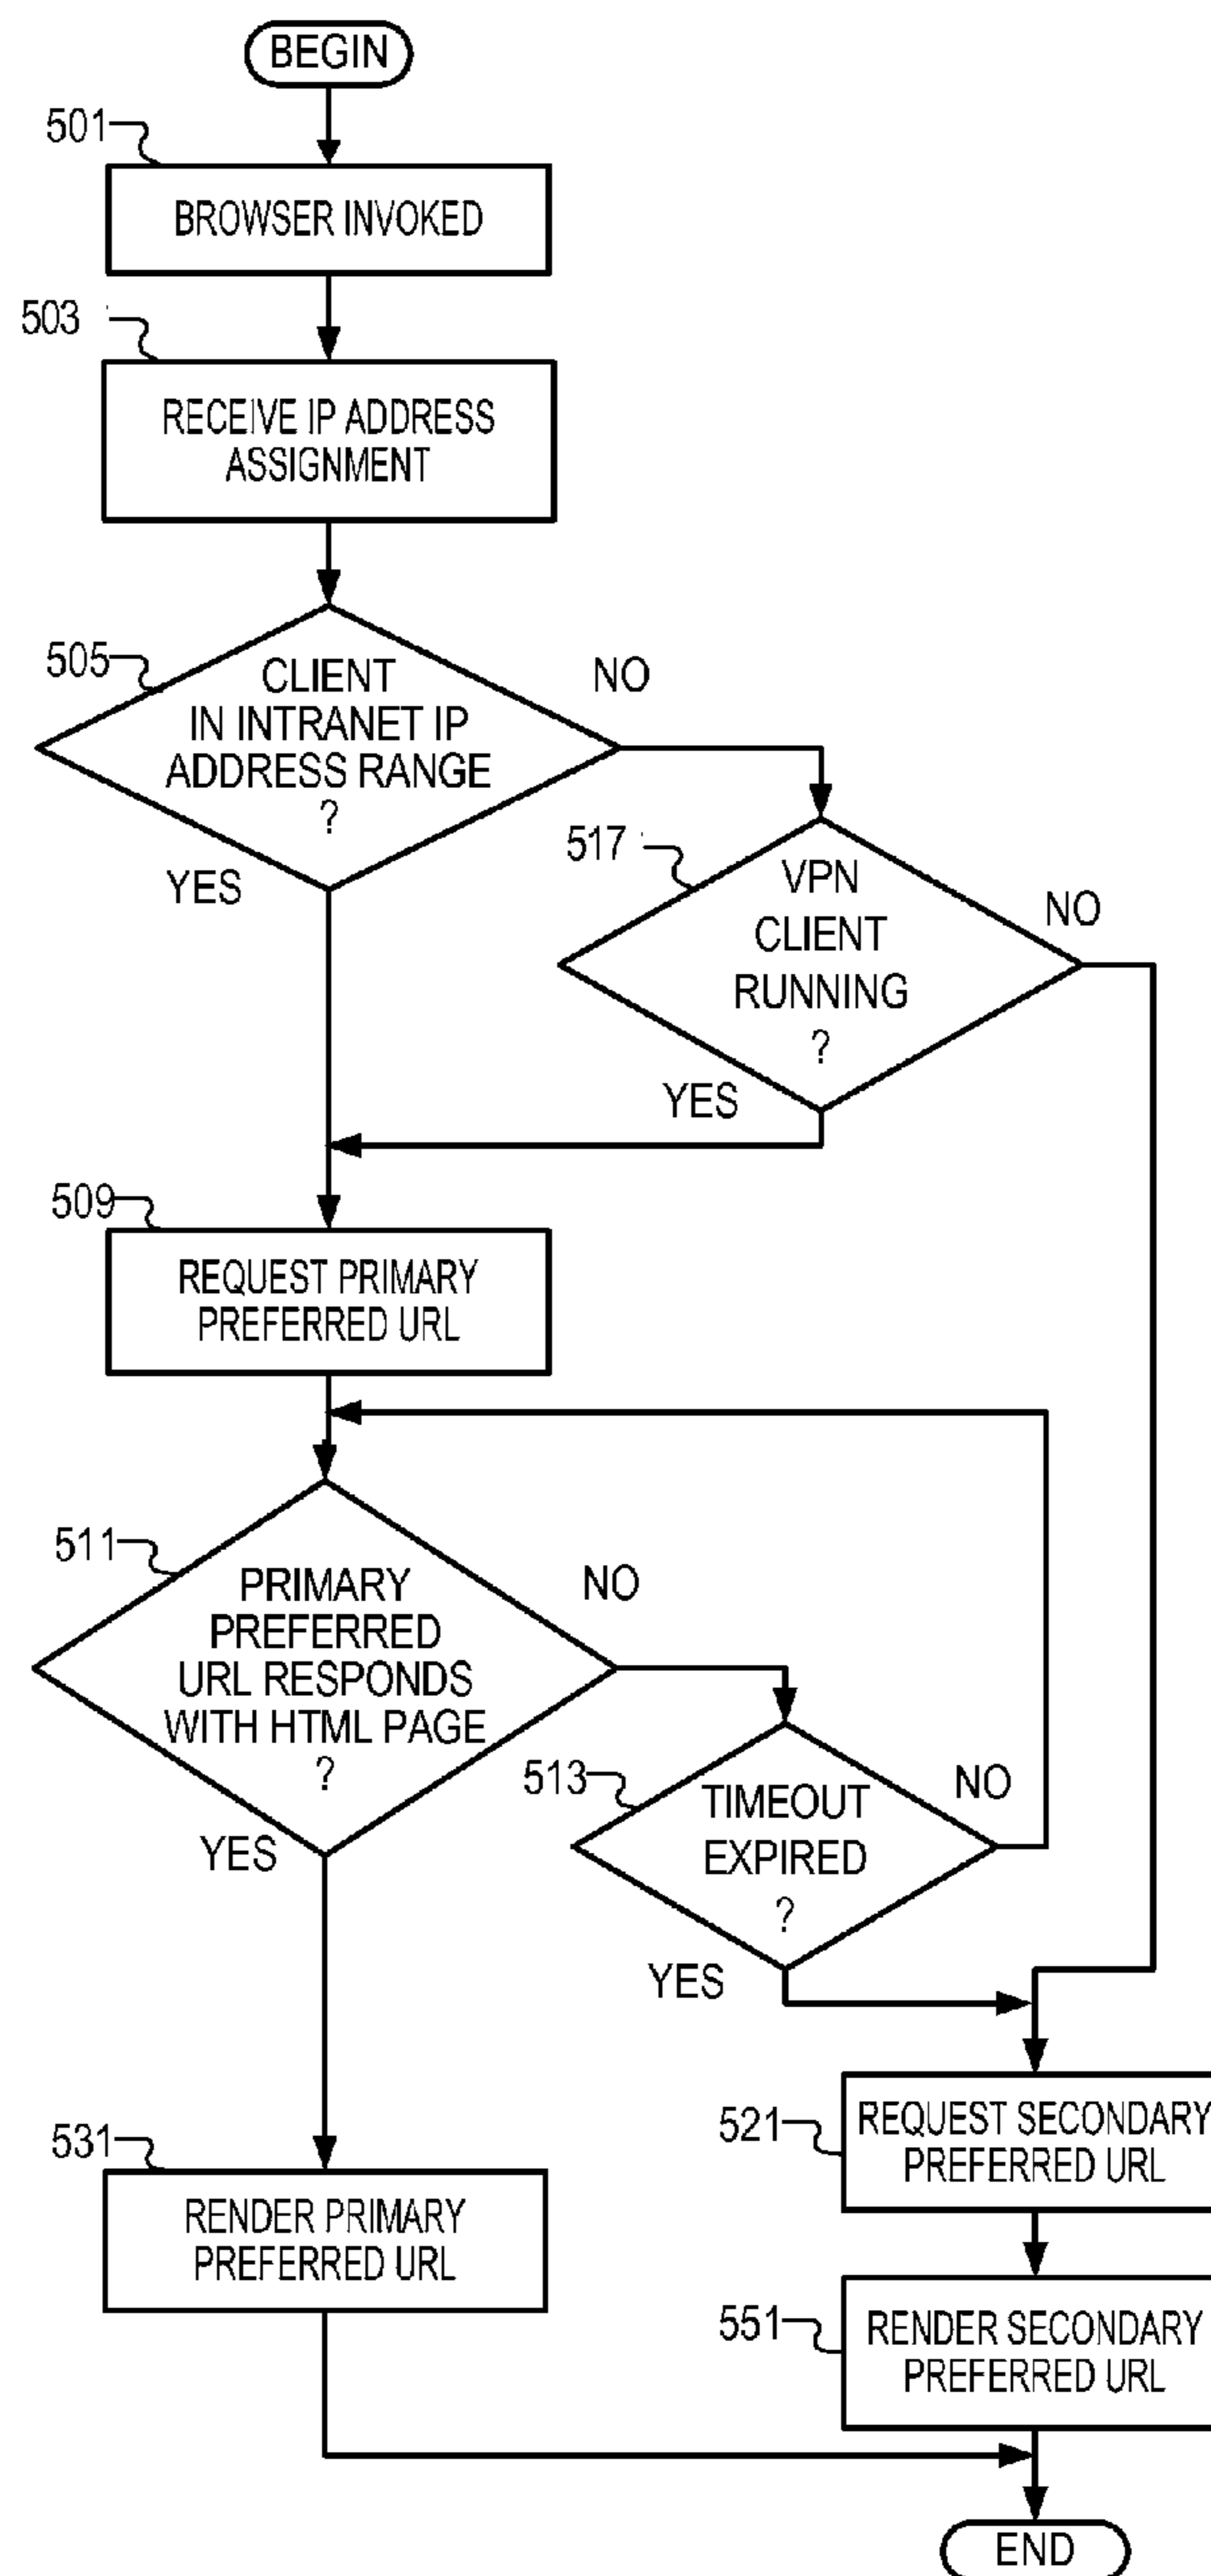 BEGIN
501
BROWSER INVOKED
503
RECEIVE IP ADDRESS
ASSIGNMENT
505
CLIENT
IN INTRANET IP
ADDRESS RANGE
?
NO
YES
517
VPN
CLIENT
RUNNING
?
NO
YES
509
REQUEST PRIMARY
PREFERRED URL
511
PRIMARY
PREFERRED
URL RESPONDS
WITH HTML PAGE
?
NO
YES
513
TIMEOUT
EXPIRED
?
NO
YES
521
REQUEST SECONDARY
PREFERRED URL
531
RENDER PRIMARY
PREFERRED URL
551
RENDER SECONDARY
PREFERRED URL
END